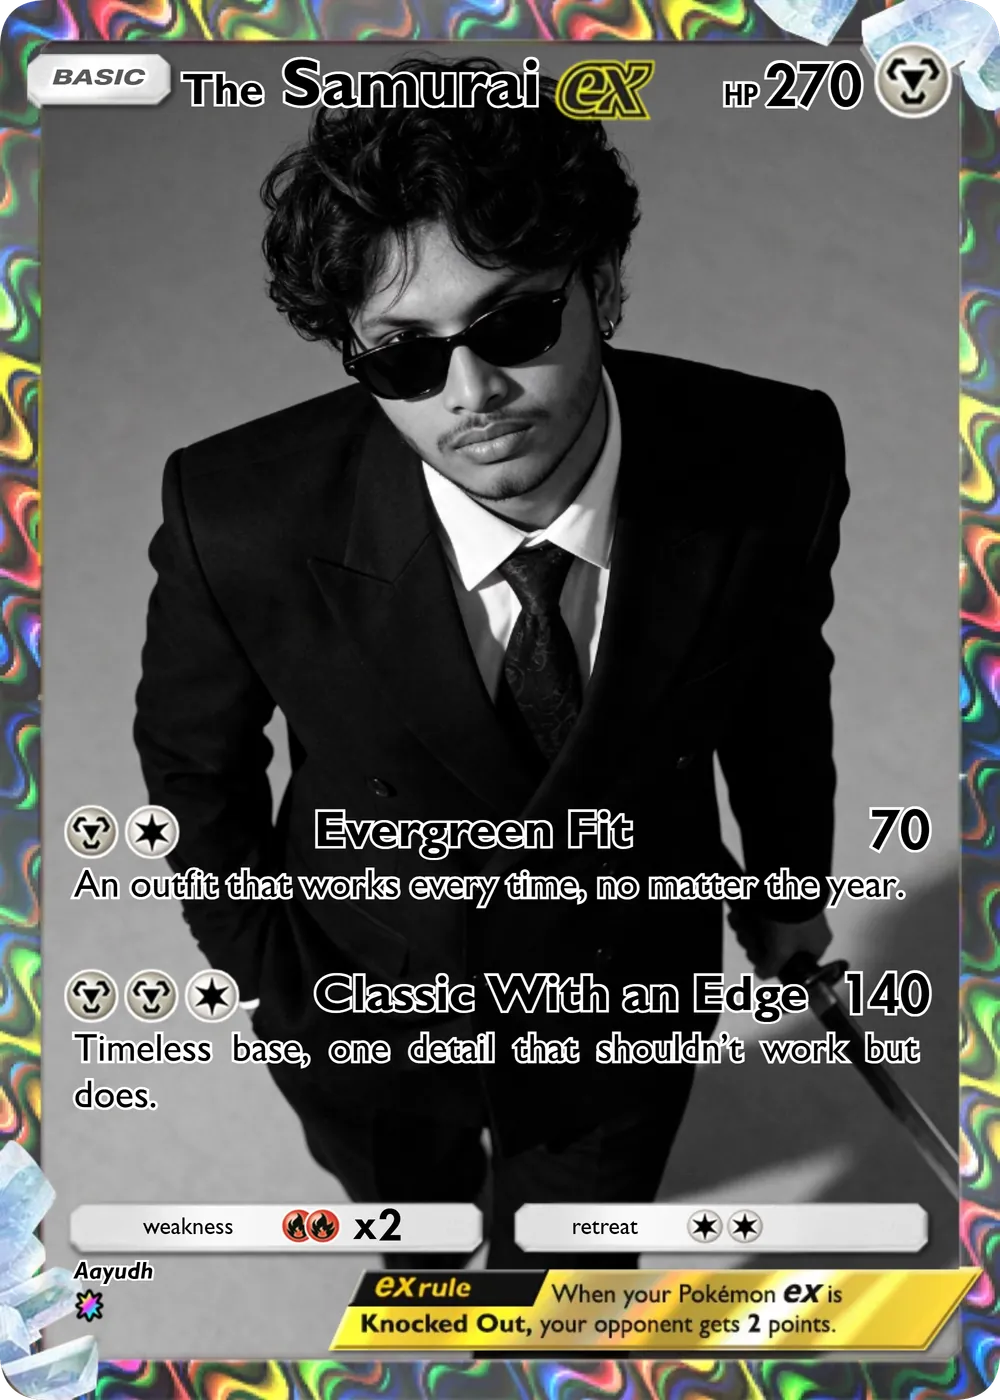 BASIC
The Samurai ex
HP 270
Evergreen Fit 70
An outfit that works every time, no matter the year.
Classic With an Edge 140
Timeless base, one detail that shouldn't work but
does.
weakness x2
retreat
Aayudh
ex rule
When your Pokémon ex is
Knocked Out, your opponent gets 2 points.